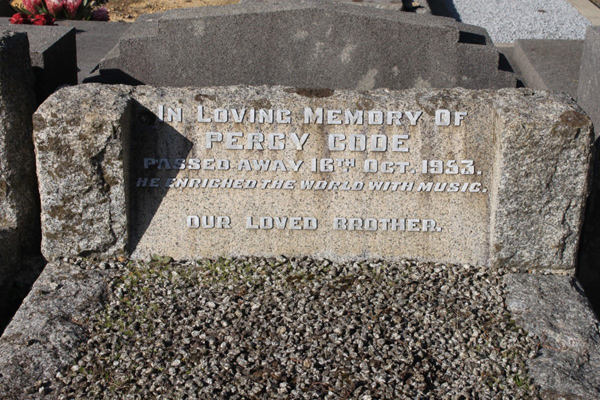 In Loving Memory Of
Percy Code
Passed Away 16th Oct. 1953.
He enriched the world with music.
Our Loved Brother.